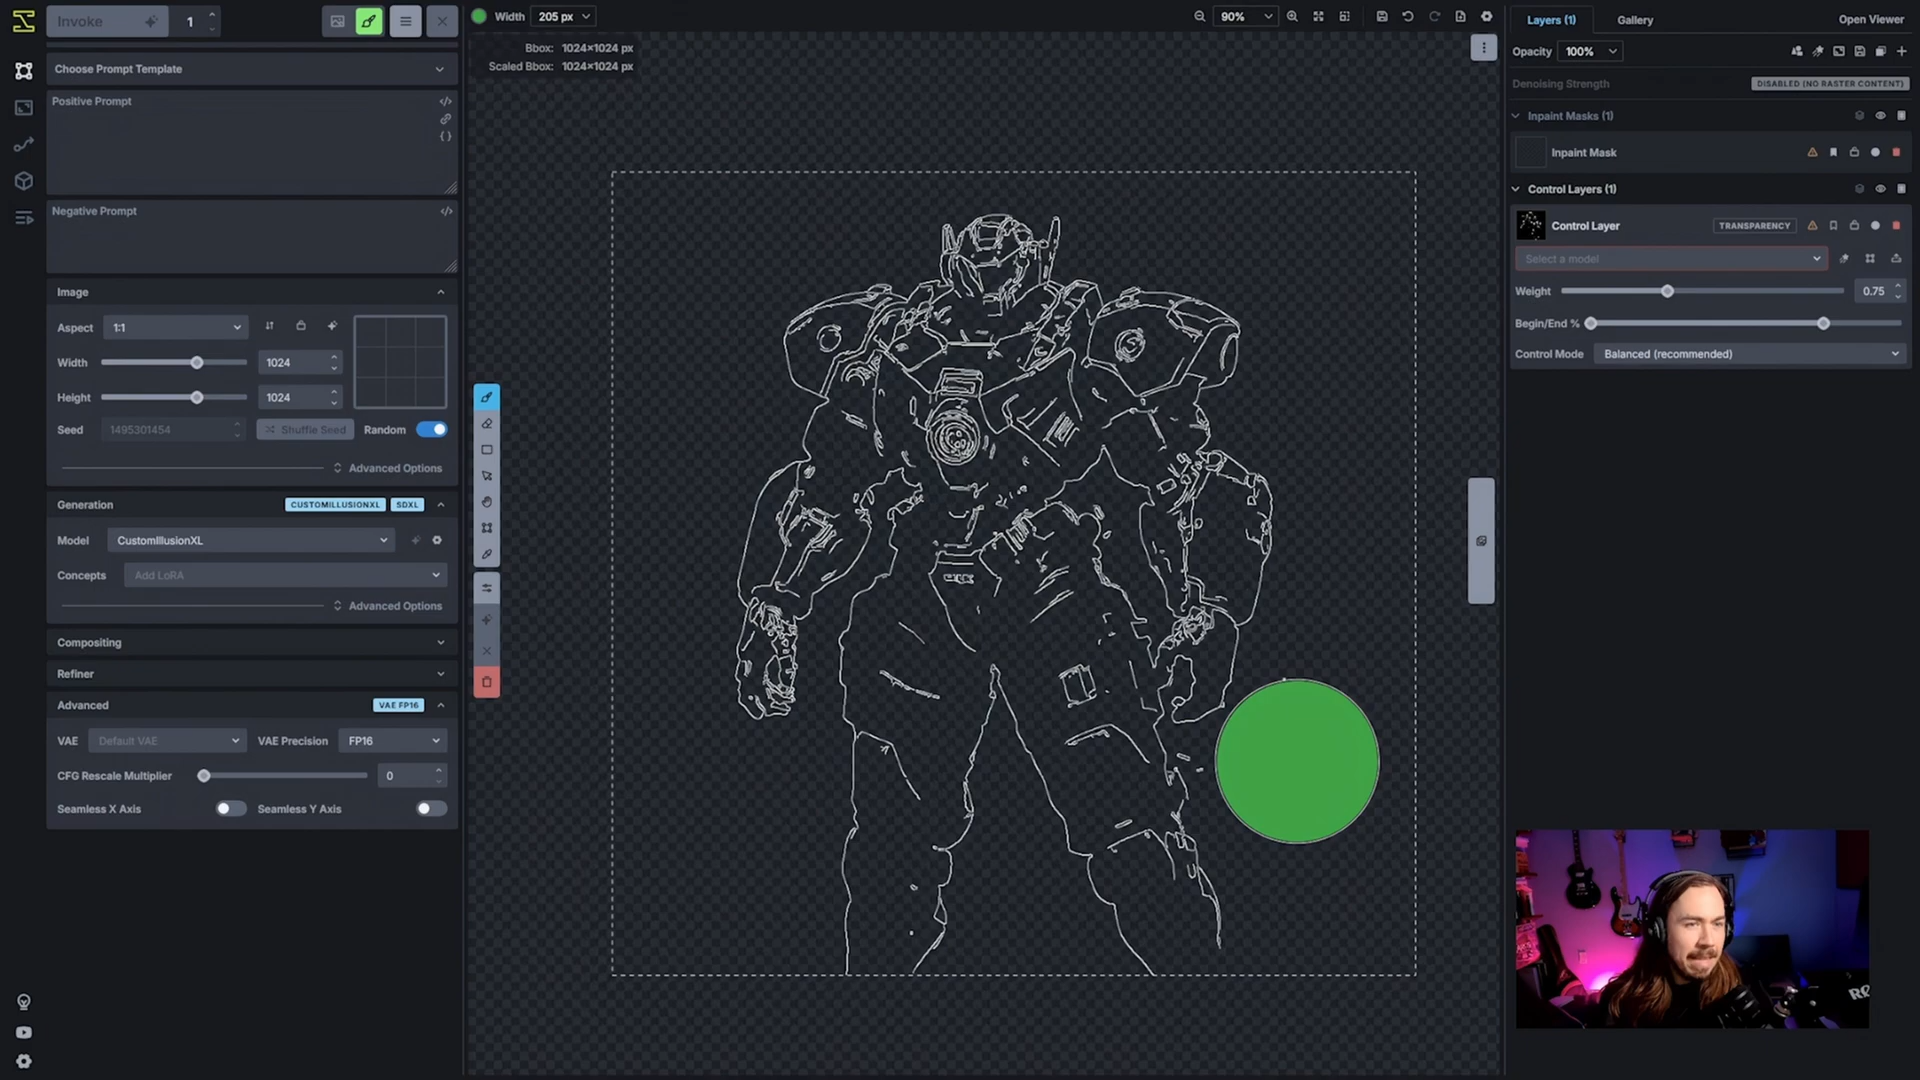 Invoke
1
Width 205 px
90%
Layers (1)
Gallery
Open Viewer
Bbox: 1024×1024 px
Scaled Bbox: 1024×1024 px
Opacity 100%
Denoising Strength
DISABLED (NO RASTER CONTENT)
Inpaint Masks (1)
Inpaint Mask
Control Layers (1)
Control Layer
TRANSPARENCY
Select a model
Weight
0.75
Begin/End %
Control Mode
Balanced (recommended)
Choose Prompt Template
Positive Prompt
Negative Prompt
Image
Aspect
1:1
Width
1024
Height
1024
Seed
1495301454
Shuffle Seed
Random
Advanced Options
Generation
CUSTOMILLUSIONXL
SDXL
Model
CustomIllusionXL
Concepts
Add LoRA
Advanced Options
Compositing
Refiner
Advanced
VAE FP16
VAE
Default VAE
VAE Precision
FP16
CFG Rescale Multiplier
0
Seamless X Axis
Seamless Y Axis